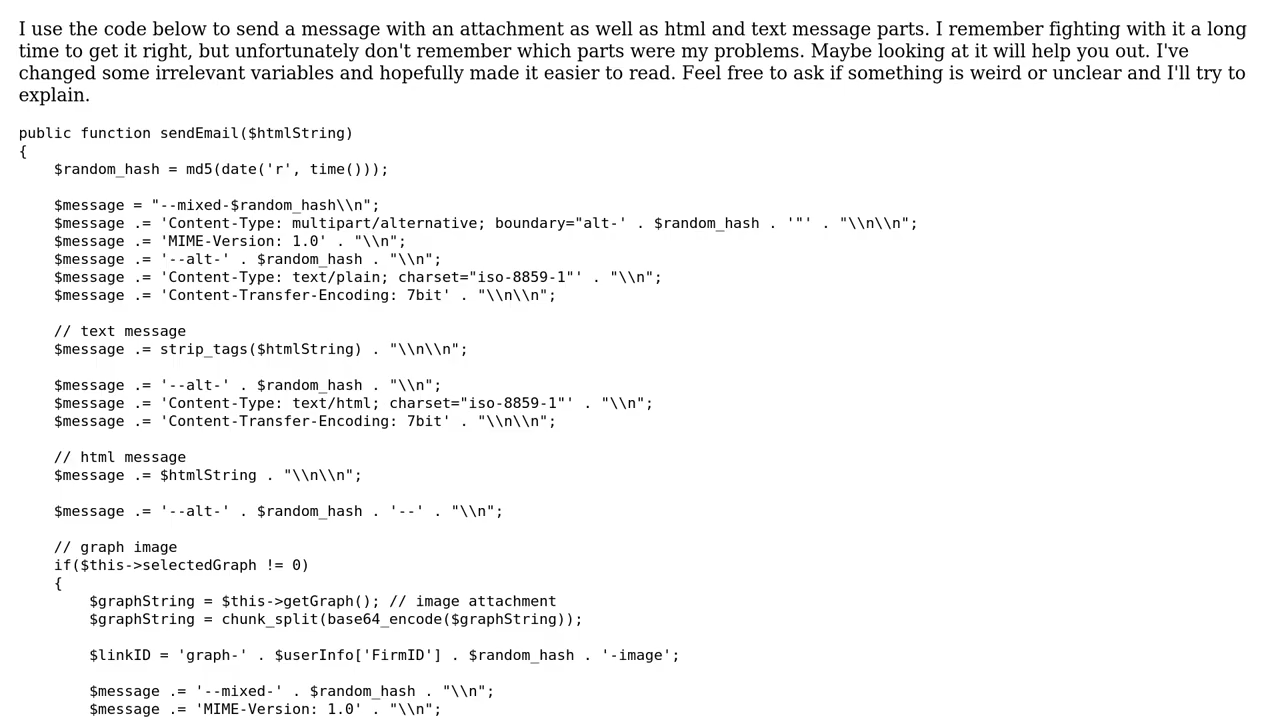 I use the code below to send a message with an attachment as well as html and text message parts. I remember fighting with it a long
time to get it right, but unfortunately don't remember which parts were my problems. Maybe looking at it will help you out. I've
changed some irrelevant variables and hopefully made it easier to read. Feel free to ask if something is weird or unclear and I'll try to
explain.
public function sendEmail($htmlString)
{
    $random_hash = md5(date('r', time()));
    $message = "--mixed-$random_hash\\n";
    $message .= 'Content-Type: multipart/alternative; boundary="alt-' . $random_hash . '"' . "\\n\\n";
    $message .= 'MIME-Version: 1.0' . "\\n";
    $message .= '--alt-' . $random_hash . "\\n";
    $message .= 'Content-Type: text/plain; charset="iso-8859-1"' . "\\n";
    $message .= 'Content-Transfer-Encoding: 7bit' . "\\n\\n";
    // text message
    $message .= strip_tags($htmlString) . "\\n\\n";
    $message .= '--alt-' . $random_hash . "\\n";
    $message .= 'Content-Type: text/html; charset="iso-8859-1"' . "\\n";
    $message .= 'Content-Transfer-Encoding: 7bit' . "\\n\\n";
    // html message
    $message .= $htmlString . "\\n\\n";
    $message .= '--alt-' . $random_hash . '--' . "\\n";
    // graph image
    if($this->selectedGraph != 0)
    {
        $graphString = $this->getGraph(); // image attachment
        $graphString = chunk_split(base64_encode($graphString));
        $linkID = 'graph-' . $userInfo['FirmID'] . $random_hash . '-image';
        $message .= '--mixed-' . $random_hash . "\\n";
        $message .= 'MIME-Version: 1.0' . "\\n";